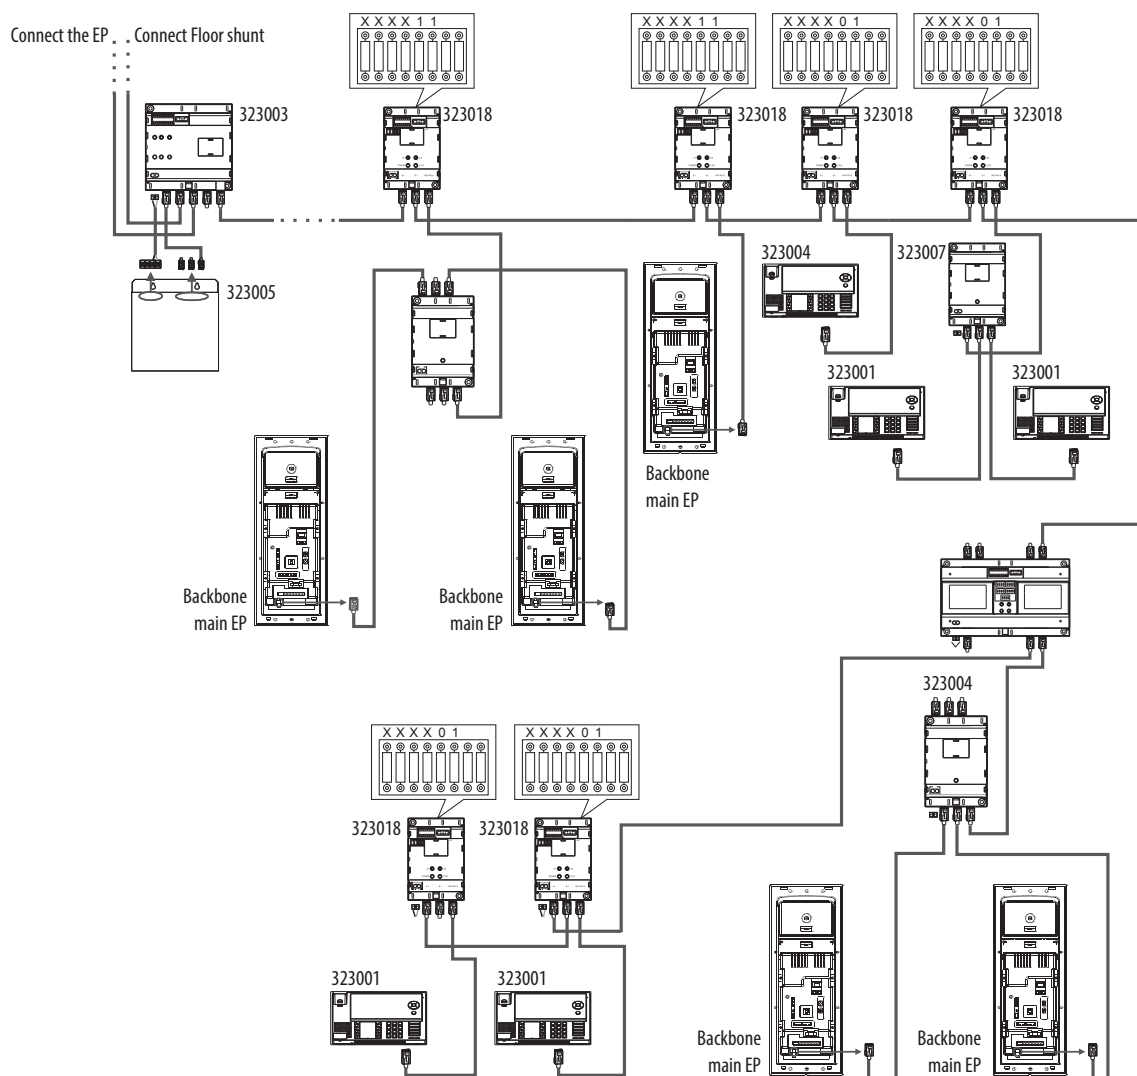 X X X X 1 1
X X X X 1 1
X X X X 0 1
X X X X 0 1
Connect the EP
Connect Floor shunt
323003
323018
323018
323018
323018
323004
323007
323005
323001
323001
Backbone
main EP
Backbone
main EP
Backbone
main EP
323004
X X X X 0 1
X X X X 0 1
323018
323018
323001
323001
Backbone
main EP
Backbone
main EP